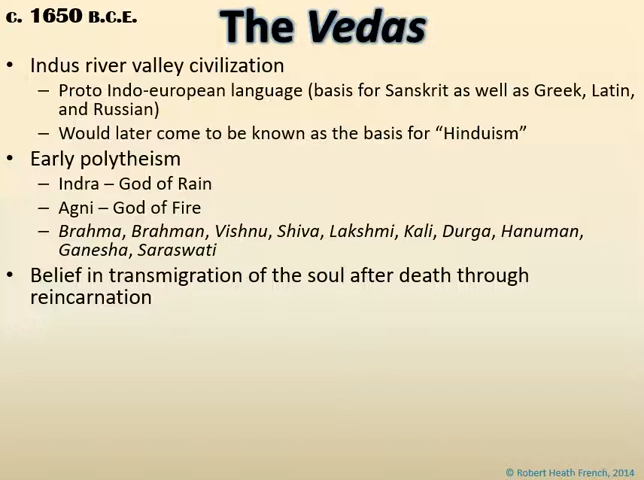 c. 1650 B.C.E.
The Vedas
• Indus river valley civilization
– Proto Indo-european language (basis for Sanskrit as well as Greek, Latin,
and Russian)
– Would later come to be known as the basis for “Hinduism”
• Early polytheism
– Indra – God of Rain
– Agni – God of Fire
– Brahma, Brahman, Vishnu, Shiva, Lakshmi, Kali, Durga, Hanuman,
Ganesha, Saraswati
• Belief in transmigration of the soul after death through
reincarnation
© Robert Heath French, 2014